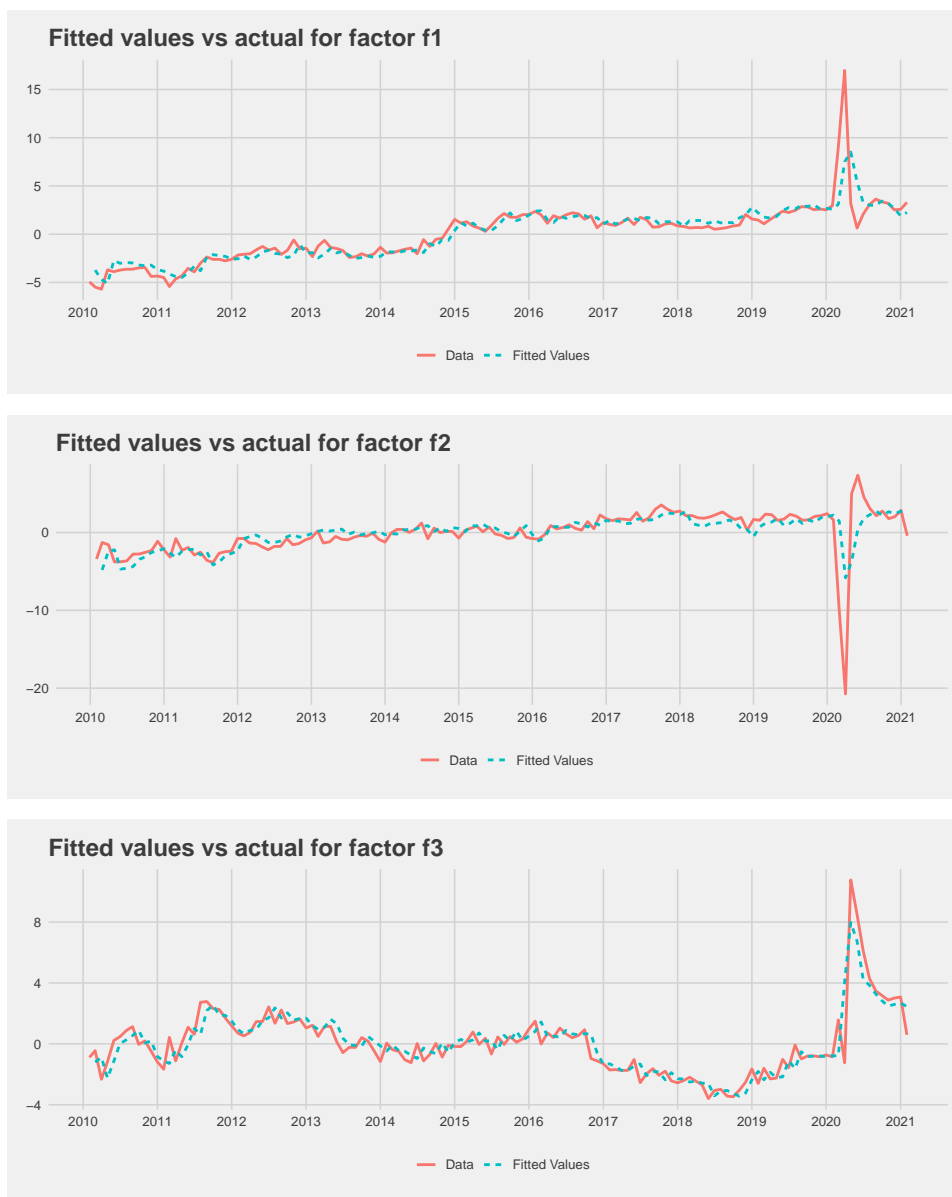 Fitted values vs actual for factor f1
15
10
5
0
−5
2010 2011 2012 2013 2014 2015 2016 2017 2018 2019 2020 2021
Data Fitted Values
Fitted values vs actual for factor f2
0
−10
−20
2010 2011 2012 2013 2014 2015 2016 2017 2018 2019 2020 2021
Data Fitted Values
Fitted values vs actual for factor f3
8
4
0
−4
2010 2011 2012 2013 2014 2015 2016 2017 2018 2019 2020 2021
Data Fitted Values